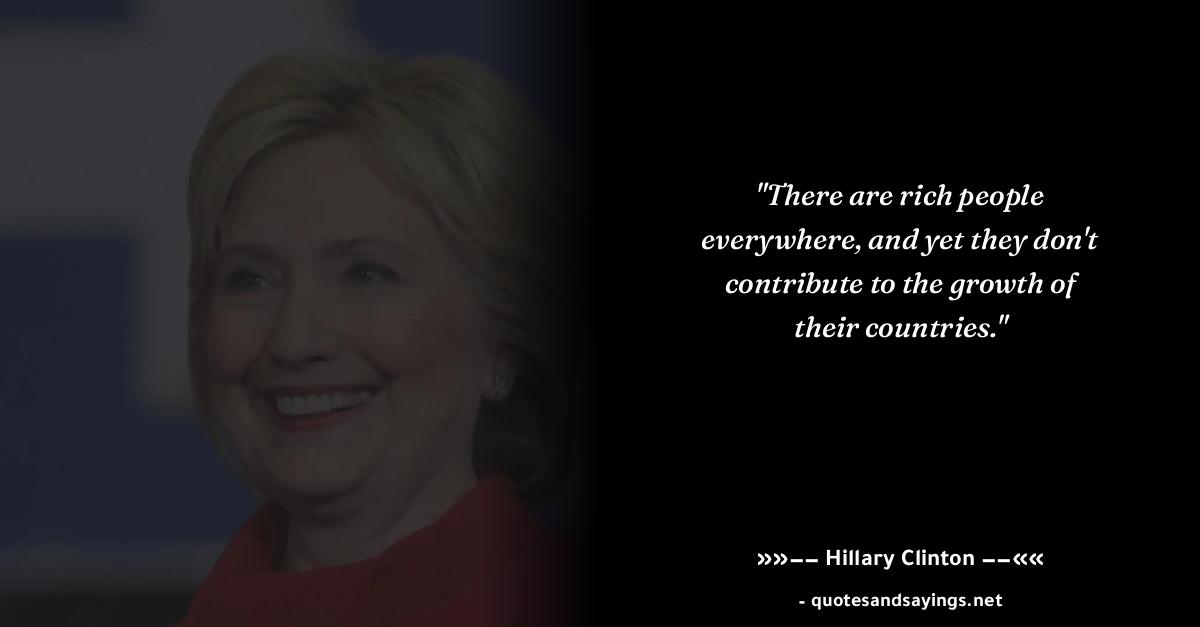 "There are rich people
everywhere, and yet they don't
contribute to the growth of
their countries."
»»—— Hillary Clinton ——««
- quotesandsayings.net